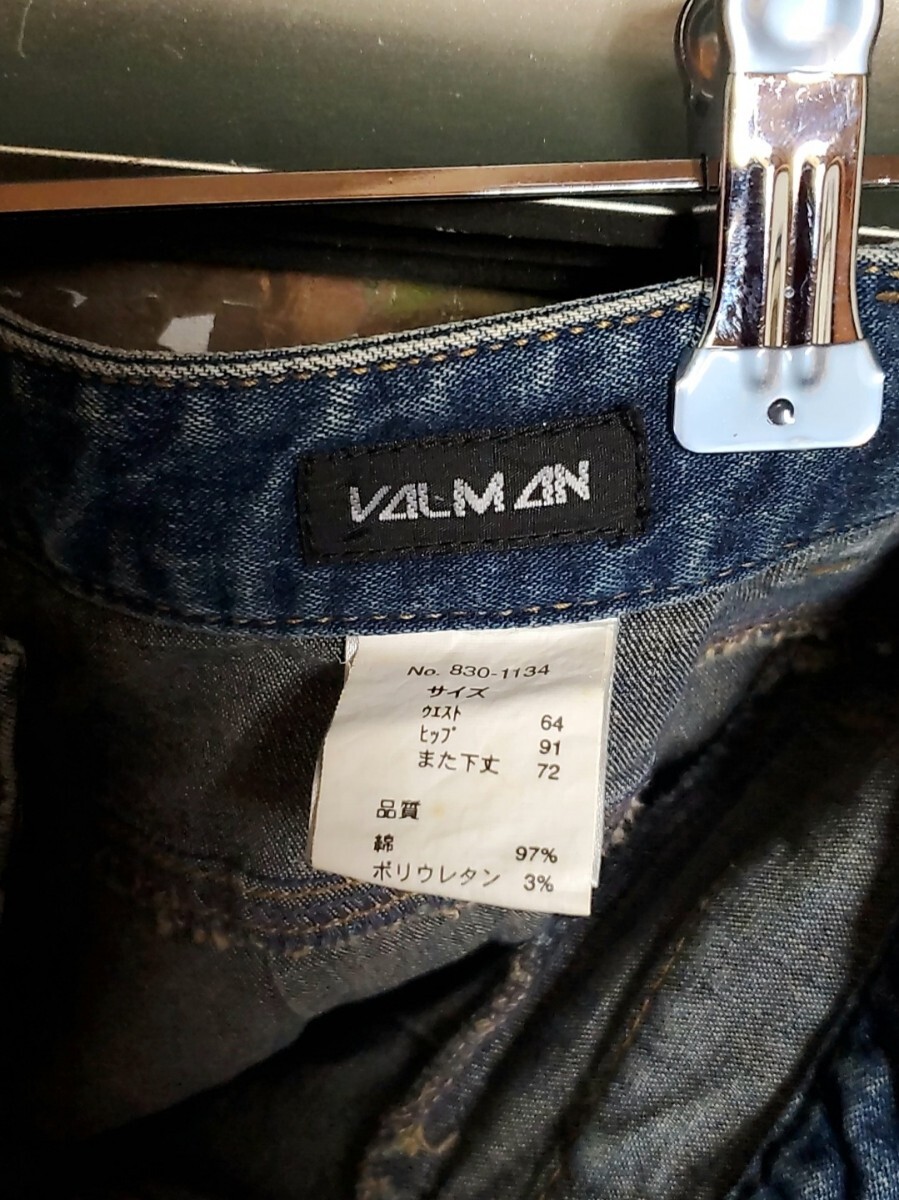 VALMAN
No. 830-1134
サイズ
ウエスト 64
ヒップ 91
また下丈 72
品質
綿 97%
ポリウレタン 3%